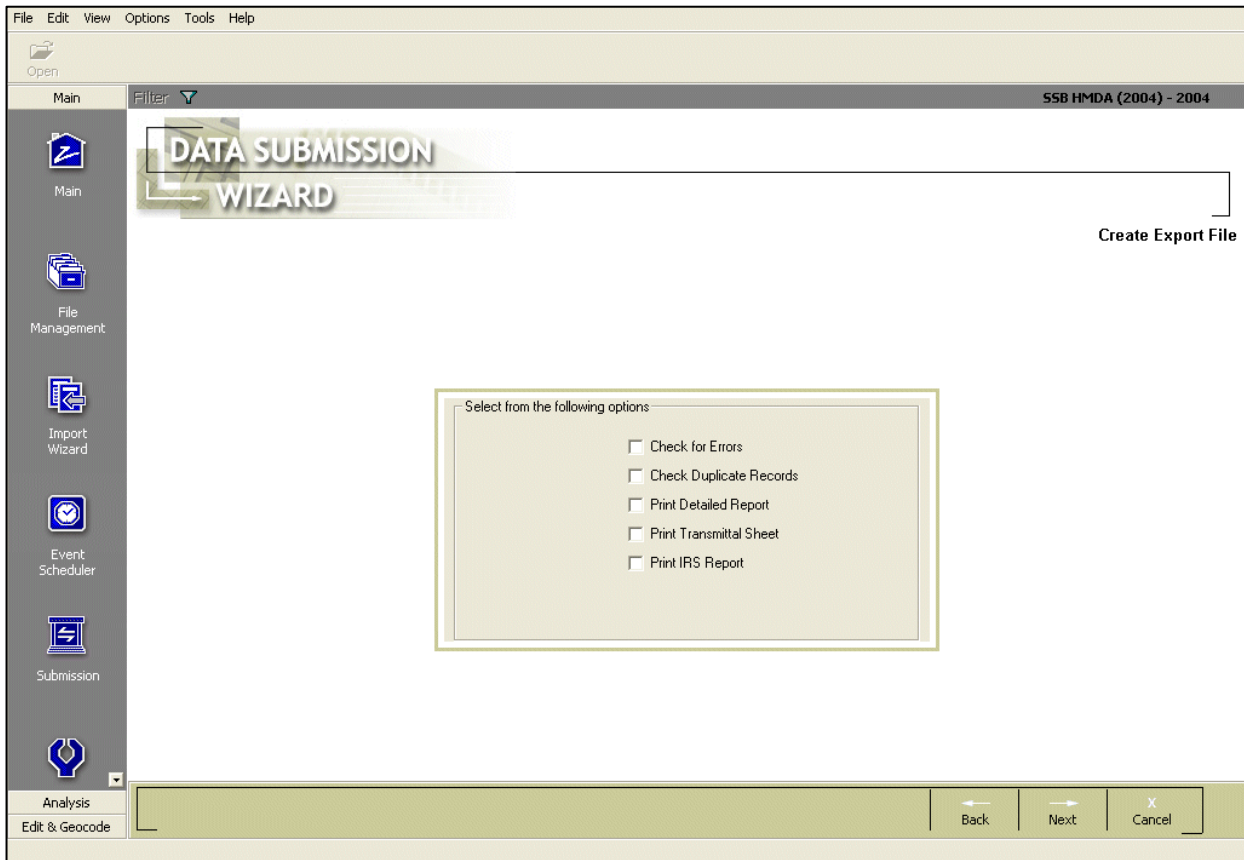 File Edit View Options Tools Help
Open
Main
Filter
SSB HMDA (2004) - 2004
DATA SUBMISSION
WIZARD
Create Export File
Main
File
Management
Import
Wizard
Event
Scheduler
Submission
Select from the following options
Check for Errors
Check Duplicate Records
Print Detailed Report
Print Transmittal Sheet
Print IRS Report
Analysis
Edit & Geocode
Back
Next
X
Cancel